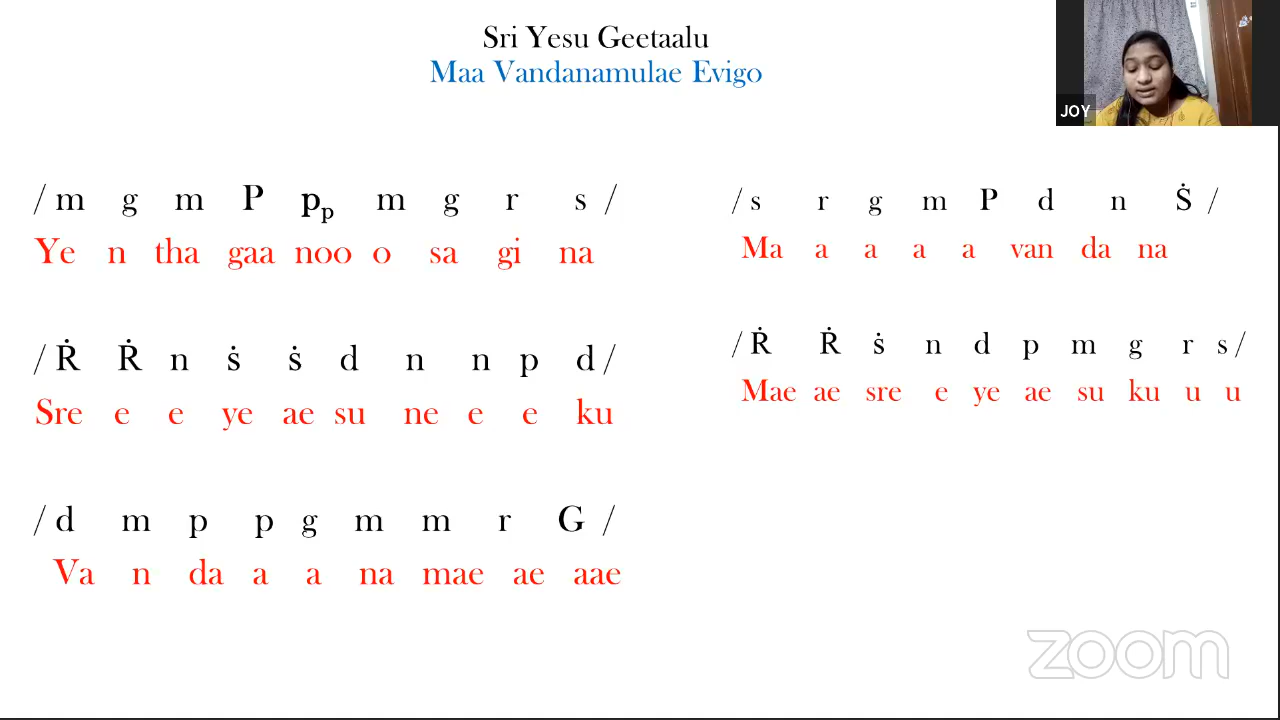 Sri Yesu Geetaalu
Maa Vandanamulae Evigo
JOY
/ m g m P pₚ m g r s /
Ye n tha gaa noo o sa gi na
/ Ṙ Ṙ n ṡ ṡ d n n p d /
Sre e e ye ae su ne e e ku
/ d m p p g m m r G /
Va n da a a na mae ae aae
/ s r g m P d n Ṡ /
Ma a a a a van da na
/ Ṙ Ṙ ṡ n d p m g r s /
Mae ae sre e ye ae su ku u u
zoom